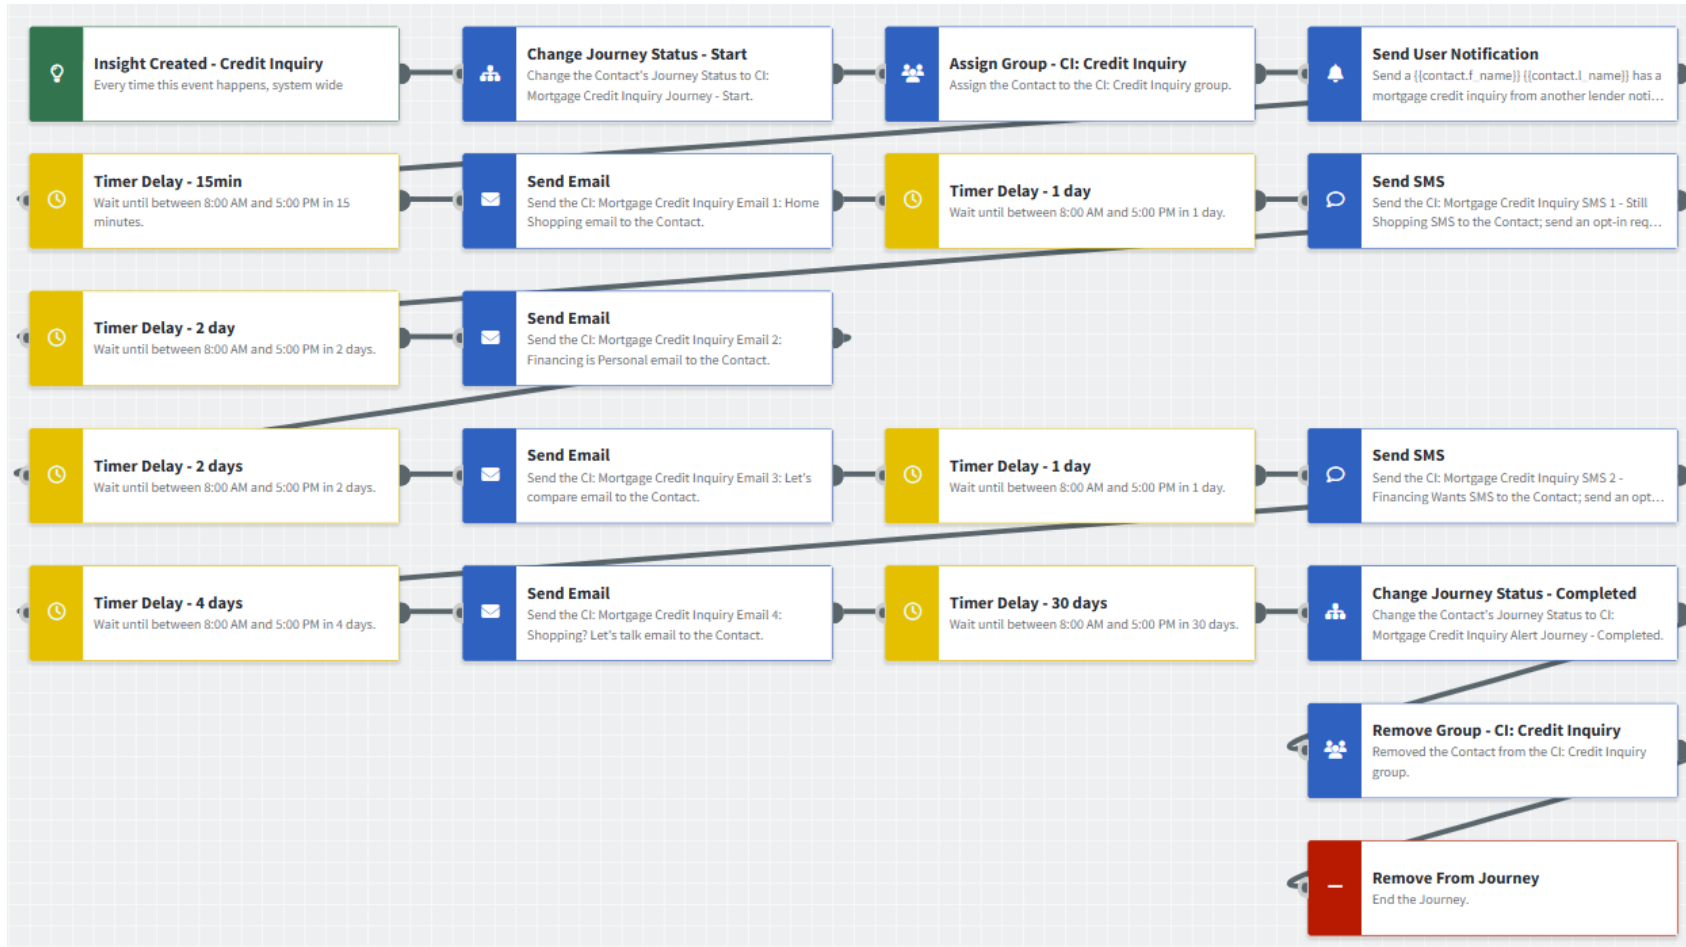 Insight Created - Credit Inquiry
Every time this event happens, system wide
Change Journey Status - Start
Change the Contact's Journey Status to CI:
Mortgage Credit Inquiry Journey - Start.
Assign Group - CI: Credit Inquiry
Assign the Contact to the CI: Credit Inquiry group.
Send User Notification
Send a {{contact.f_name}} {{contact.l_name}} has a
mortgage credit inquiry from another lender noti...
Timer Delay - 15min
Wait until between 8:00 AM and 5:00 PM in 15
minutes.
Send Email
Send the CI: Mortgage Credit Inquiry Email 1: Home
Shopping email to the Contact.
Timer Delay - 1 day
Wait until between 8:00 AM and 5:00 PM in 1 day.
Send SMS
Send the CI: Mortgage Credit Inquiry SMS 1 - Still
Shopping SMS to the Contact; send an opt-in req...
Timer Delay - 2 day
Wait until between 8:00 AM and 5:00 PM in 2 days.
Send Email
Send the CI: Mortgage Credit Inquiry Email 2:
Financing is Personal email to the Contact.
Timer Delay - 2 days
Wait until between 8:00 AM and 5:00 PM in 2 days.
Send Email
Send the CI: Mortgage Credit Inquiry Email 3: Let's
compare email to the Contact.
Timer Delay - 1 day
Wait until between 8:00 AM and 5:00 PM in 1 day.
Send SMS
Send the CI: Mortgage Credit Inquiry SMS 2 -
Financing Wants SMS to the Contact; send an opt...
Timer Delay - 4 days
Wait until between 8:00 AM and 5:00 PM in 4 days.
Send Email
Send the CI: Mortgage Credit Inquiry Email 4:
Shopping? Let's talk email to the Contact.
Timer Delay - 30 days
Wait until between 8:00 AM and 5:00 PM in 30 days.
Change Journey Status - Completed
Change the Contact's Journey Status to CI:
Mortgage Credit Inquiry Alert Journey - Completed.
Remove Group - CI: Credit Inquiry
Removed the Contact from the CI: Credit Inquiry
group.
Remove From Journey
End the Journey.